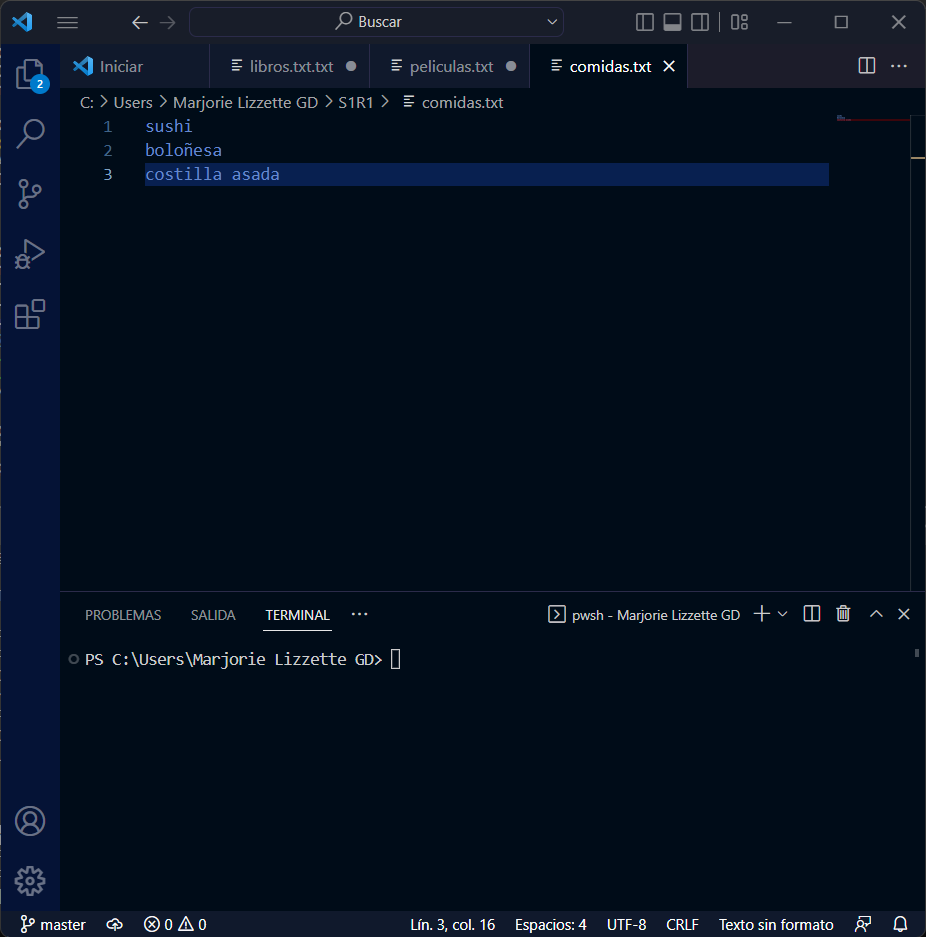 Buscar
Iniciar
libros.txt.txt
peliculas.txt
comidas.txt
2
C: > Users > Marjorie Lizzette GD > S1R1 > comidas.txt
1 sushi
2 boloñesa
3 costilla asada
PROBLEMAS SALIDA TERMINAL ··· pwsh - Marjorie Lizzette GD
PS C:\Users\Marjorie Lizzette GD>
master 0 0 Lín. 3, col. 16 Espacios: 4 UTF-8 CRLF Texto sin formato